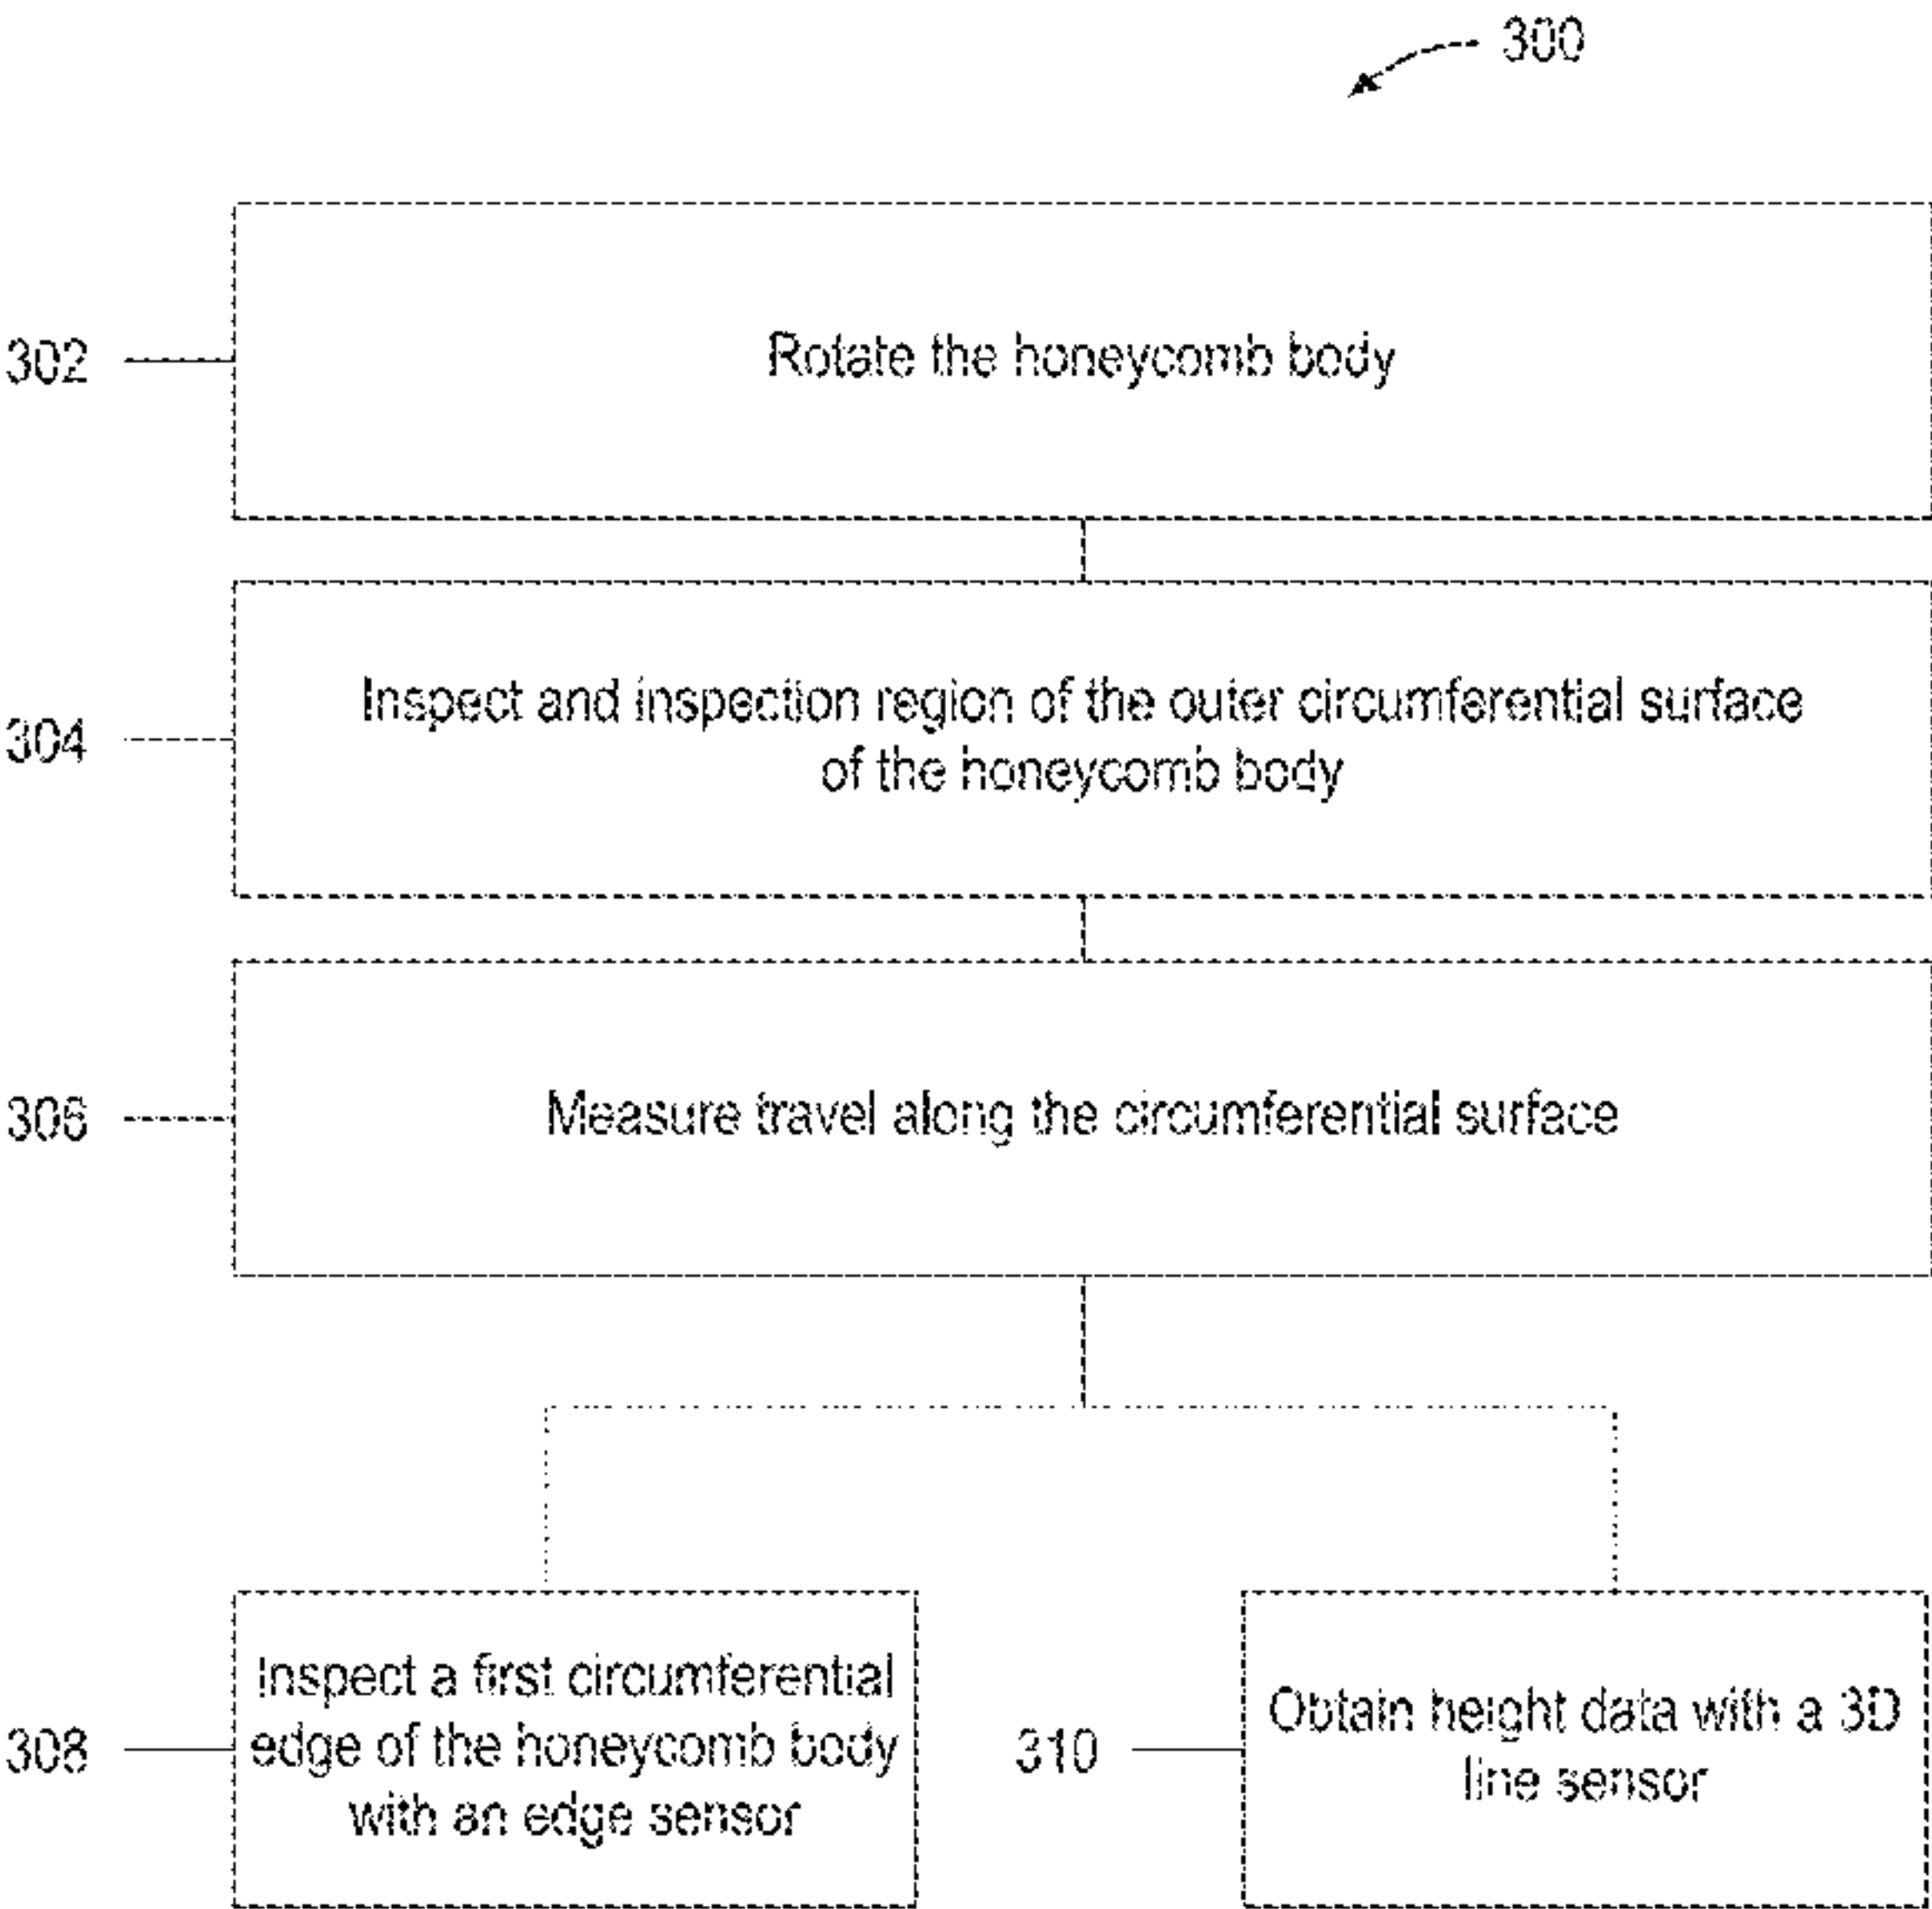 300
302
Rotate the honeycomb body
304
Inspect and inspection region of the outer circumferential surface
of the honeycomb body
306
Measure travel along the circumferential surface
308
Inspect a first circumferential
edge of the honeycomb body
with an edge sensor
310
Obtain height data with a 3D
line sensor